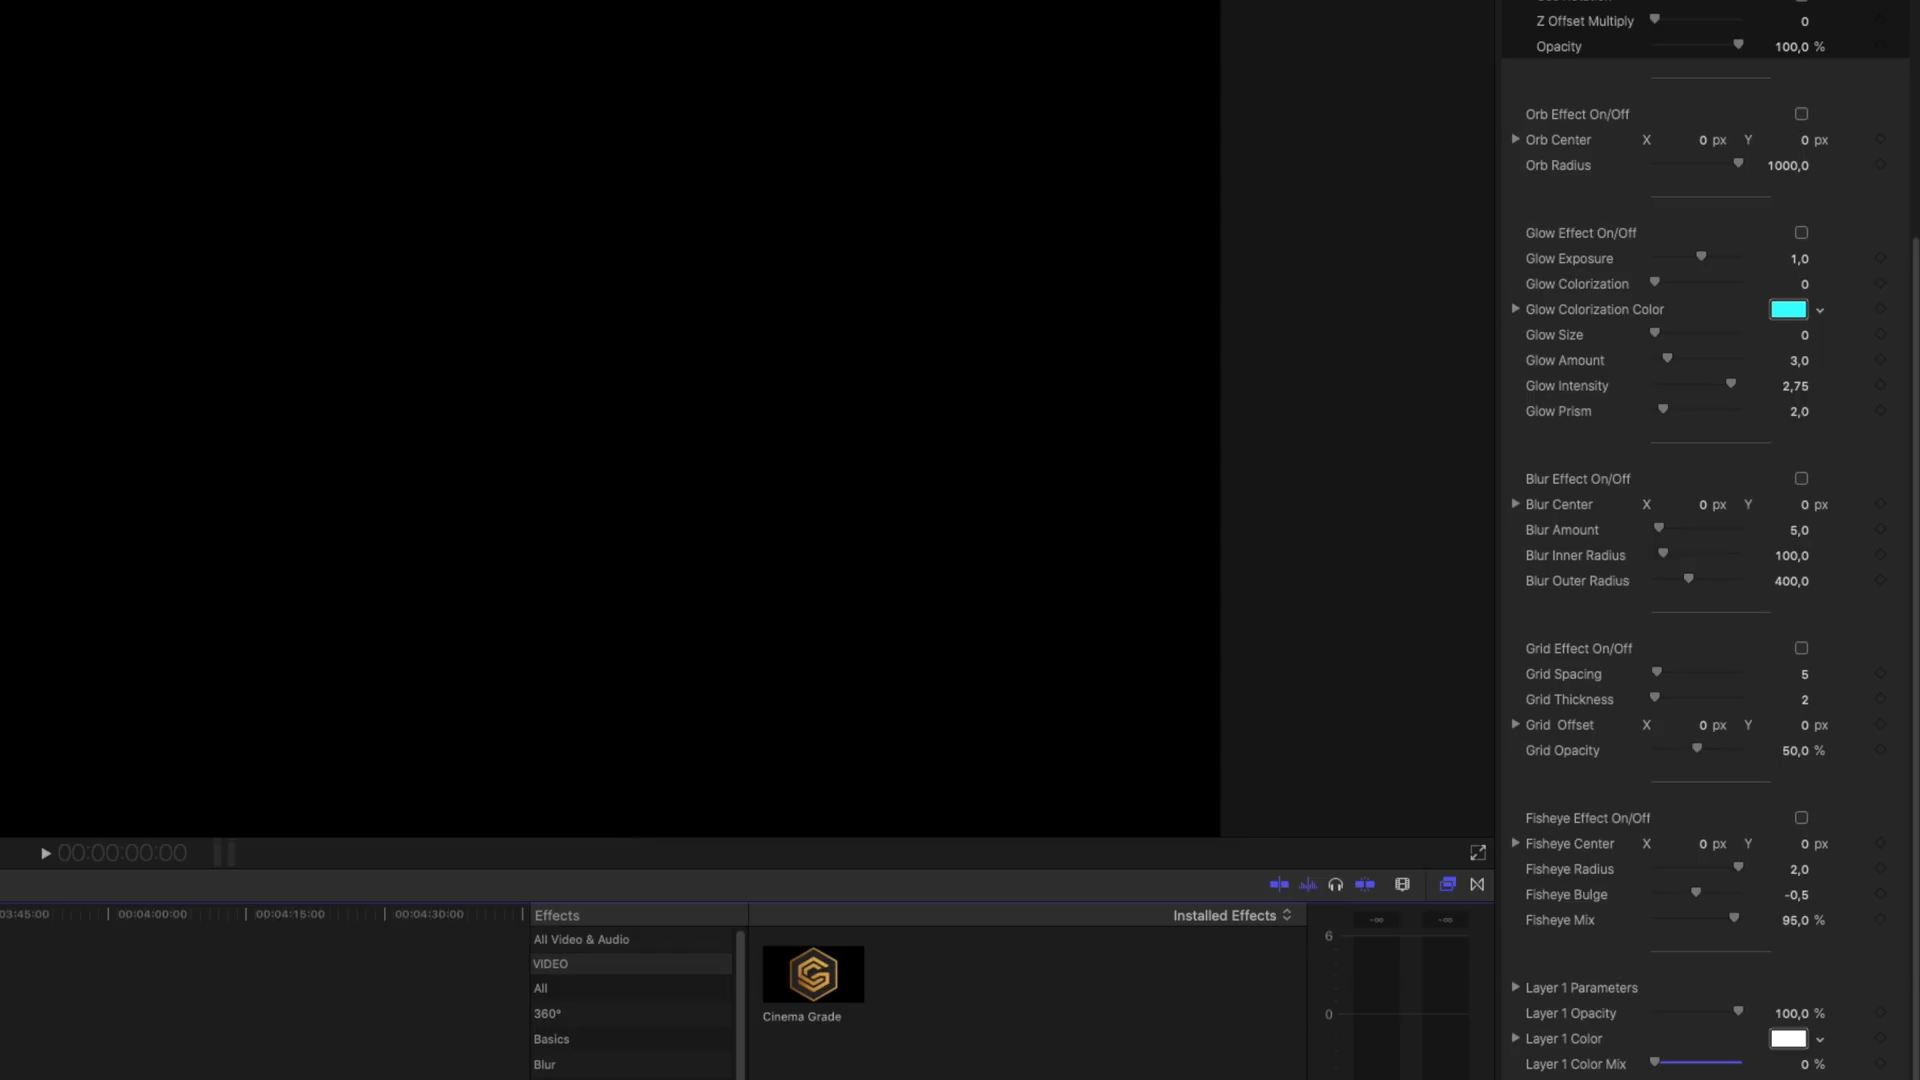 Z Offset Multiply 0
Opacity 100,0 %
Orb Effect On/Off
Orb Center X 0 px Y 0 px
Orb Radius 1000,0
Glow Effect On/Off
Glow Exposure 1,0
Glow Colorization 0
Glow Colorization Color
Glow Size 0
Glow Amount 3,0
Glow Intensity 2,75
Glow Prism 2,0
Blur Effect On/Off
Blur Center X 0 px Y 0 px
Blur Amount 5,0
Blur Inner Radius 100,0
Blur Outer Radius 400,0
Grid Effect On/Off
Grid Spacing 5
Grid Thickness 2
Grid Offset X 0 px Y 0 px
Grid Opacity 50,0 %
Fisheye Effect On/Off
Fisheye Center X 0 px Y 0 px
Fisheye Radius 2,0
Fisheye Bulge -0,5
Fisheye Mix 95,0 %
Layer 1 Parameters
Layer 1 Opacity 100,0 %
Layer 1 Color
Layer 1 Color Mix 0 %
00:00:00:00
03:45:00 00:04:00:00 00:04:15:00 00:04:30:00
Effects
Installed Effects
All Video & Audio
VIDEO
All
360°
Basics
Blur
Cinema Grade
-∞ -∞
6
0